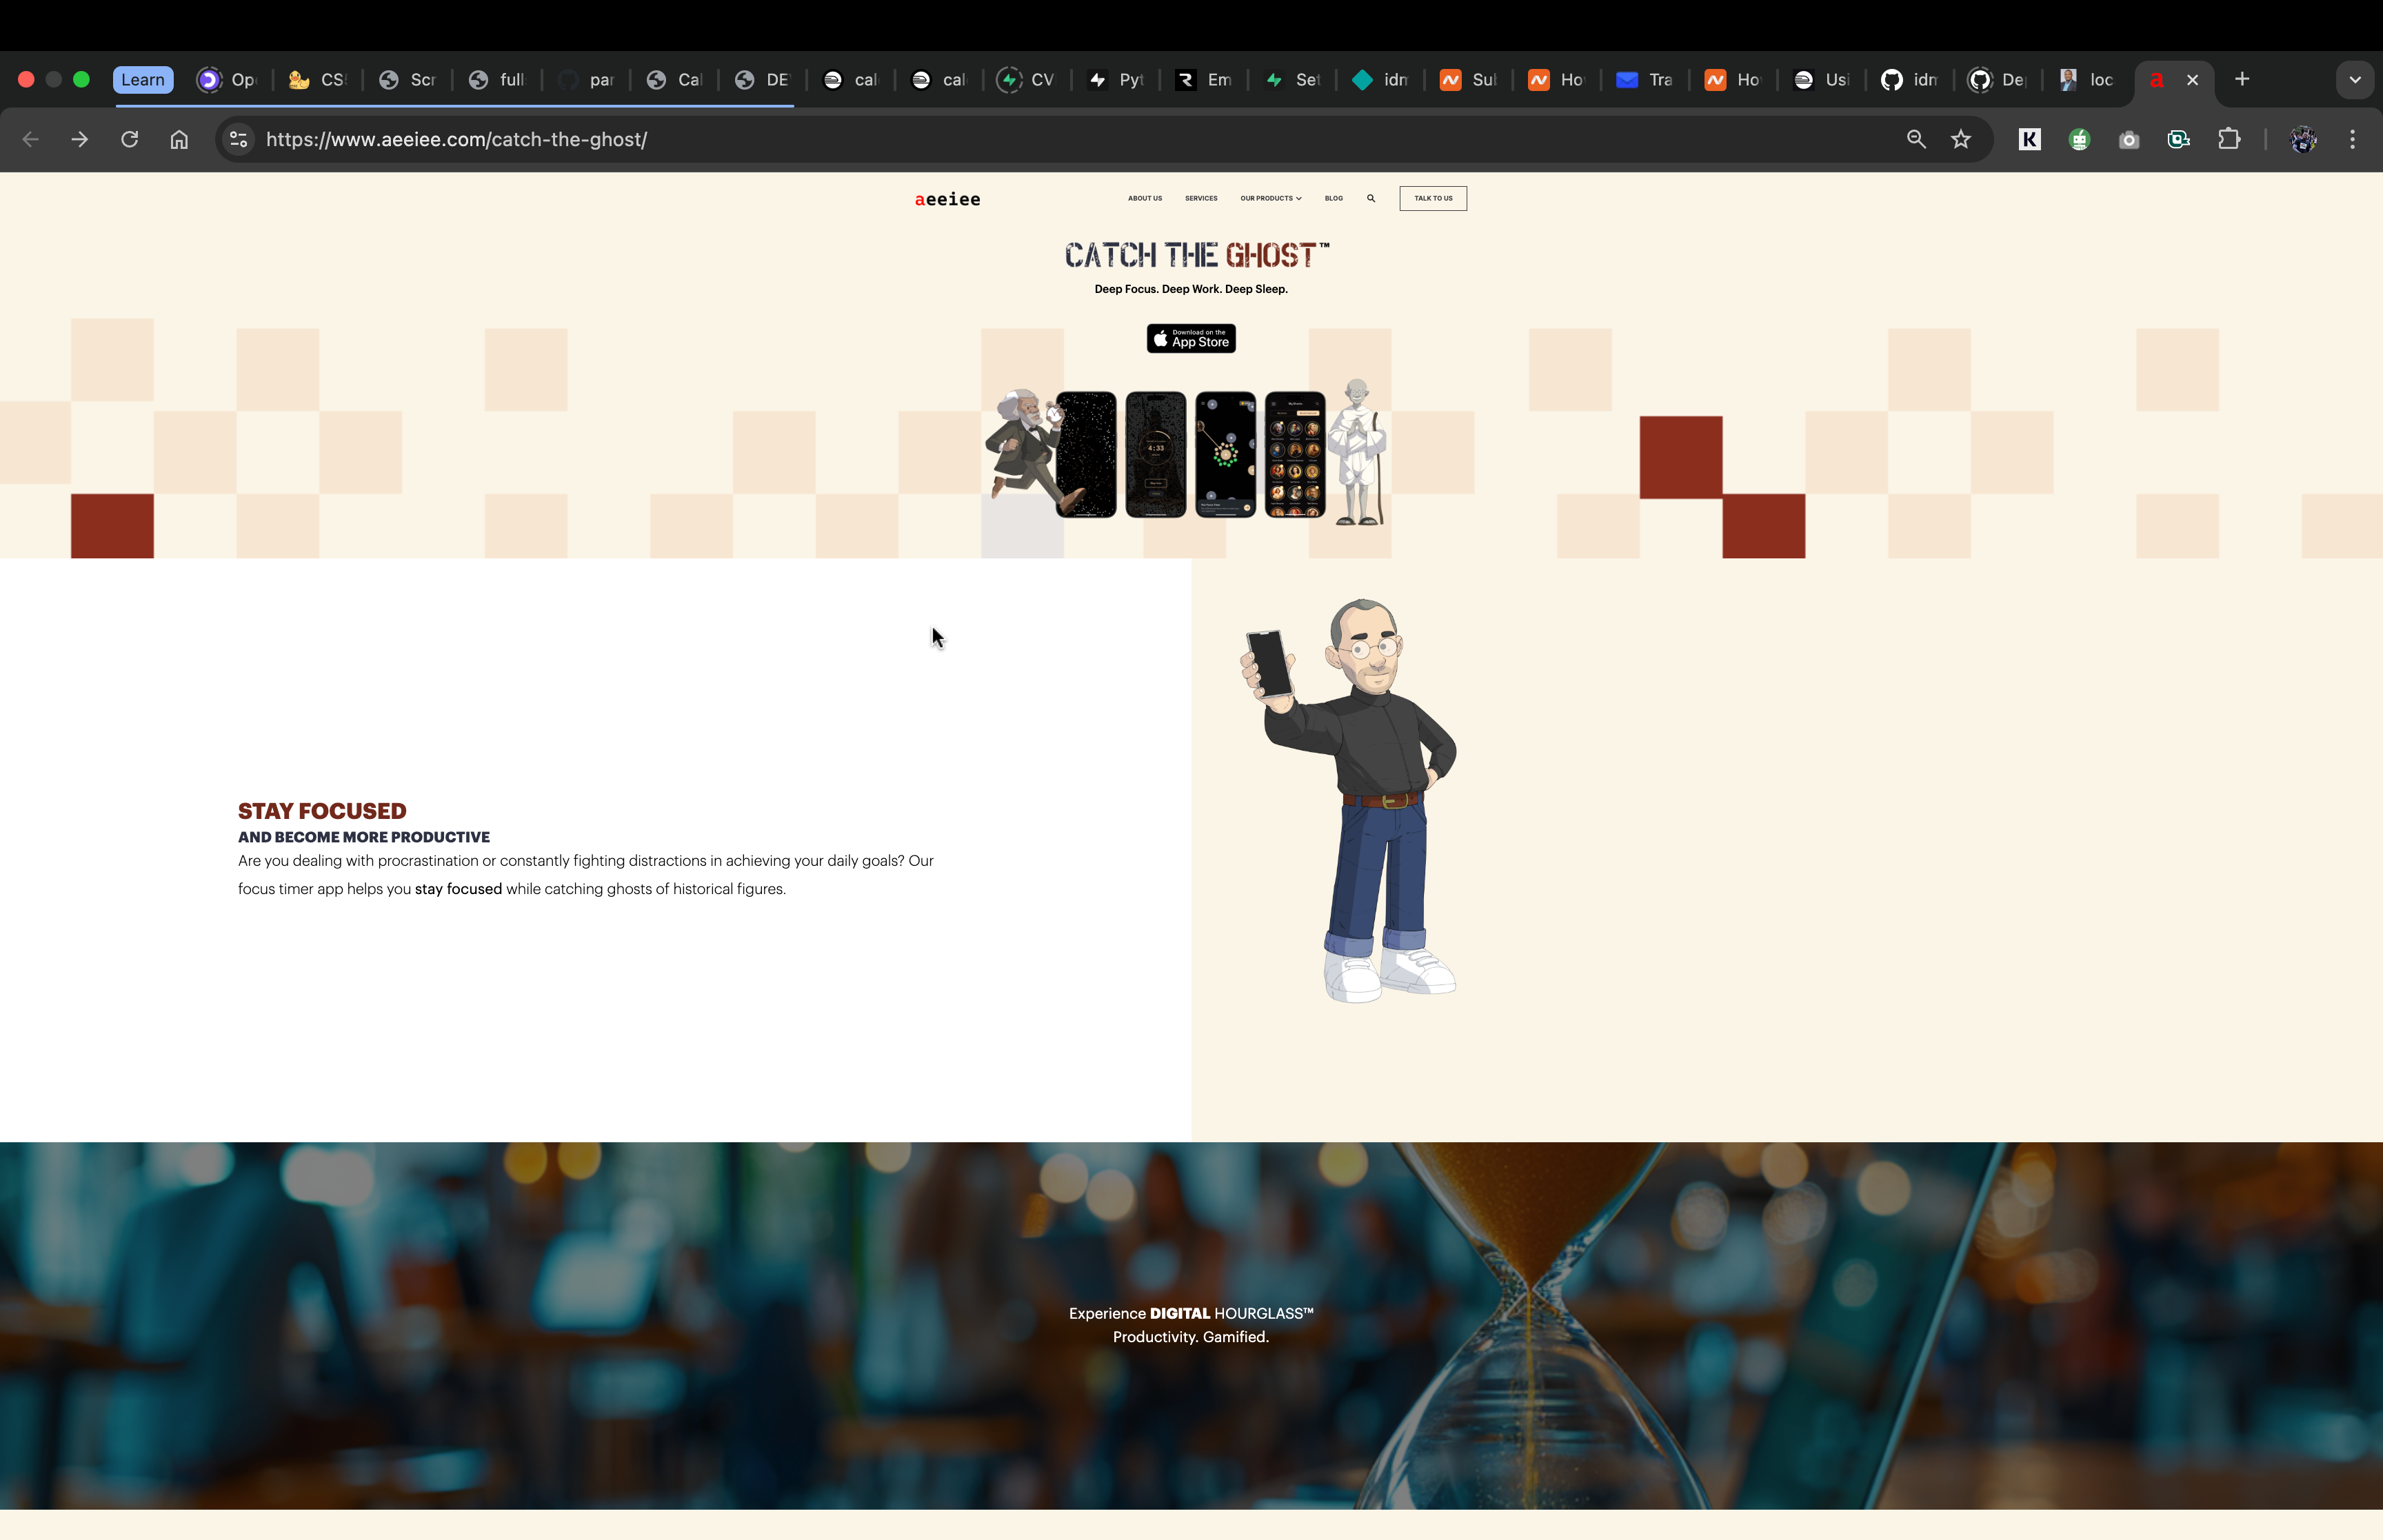 Learn
Op
CS
Scr
full
par
Cal
DE
cal
cal
CV
Pyt
Em
Set
idm
Sub
Ho
Tra
Ho
Usi
idm
De
loc
https://www.aeeiee.com/catch-the-ghost/
aeeiee
ABOUT US
SERVICES
OUR PRODUCTS
BLOG
TALK TO US
CATCH THE GHOST™
Deep Focus. Deep Work. Deep Sleep.
Download on the
App Store
4:33
STAY FOCUSED
AND BECOME MORE PRODUCTIVE
Are you dealing with procrastination or constantly fighting distractions in achieving your daily goals? Our
focus timer app helps you stay focused while catching ghosts of historical figures.
Experience DIGITAL HOURGLASS™
Productivity. Gamified.